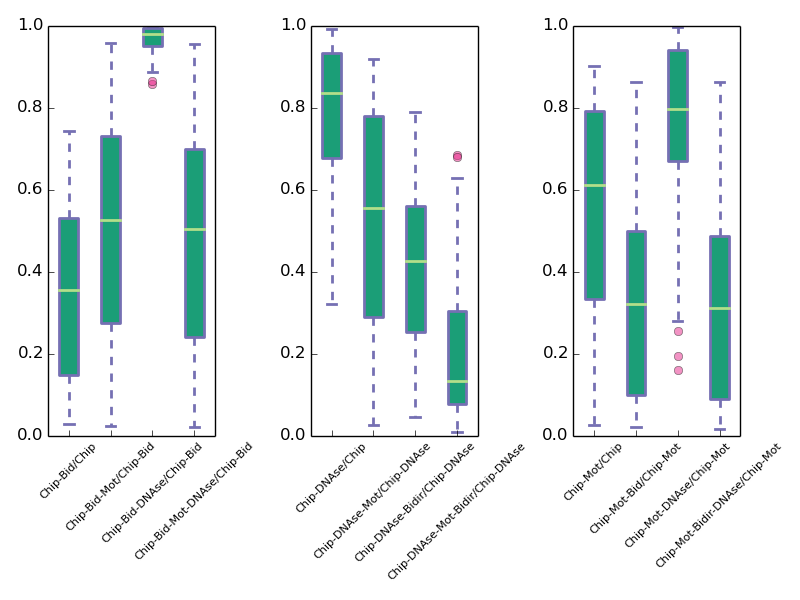 1.0
0.8
0.6
0.4
0.2
0.0
Chip-Bid/Chip
Chip-Bid-Mot/Chip-Bid
Chip-Bid-DNAse/Chip-Bid
Chip-Bid-Mot-DNAse/Chip-Bid
1.0
0.8
0.6
0.4
0.2
0.0
Chip-DNAse/Chip
Chip-DNAse-Mot/Chip-DNAse
Chip-DNAse-Bidir/Chip-DNAse
Chip-DNAse-Mot-Bidir/Chip-DNAse
1.0
0.8
0.6
0.4
0.2
0.0
Chip-Mot/Chip
Chip-Mot-Bid/Chip-Mot
Chip-Mot-DNAse/Chip-Mot
Chip-Mot-Bidir-DNAse/Chip-Mot